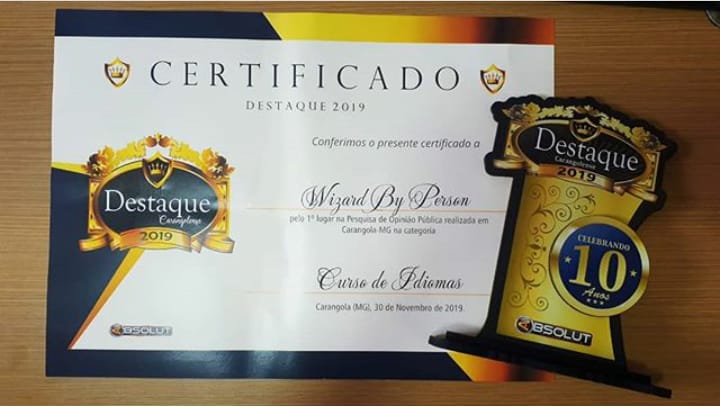 CERTIFICADO
DESTAQUE 2019
Conferimos o presente certificado a
Wizard By Person
pelo 1º lugar na Pesquisa de Opinião Pública realizada em
Carangola-MG na categoria
Curso de Idiomas
Carangola (MG), 30 de Novembro de 2019.
Destaque
Carangolense
2019
ABSOLUT
Destaque
Carangolense
2019
CELEBRANDO
10
Anos
ABSOLUT